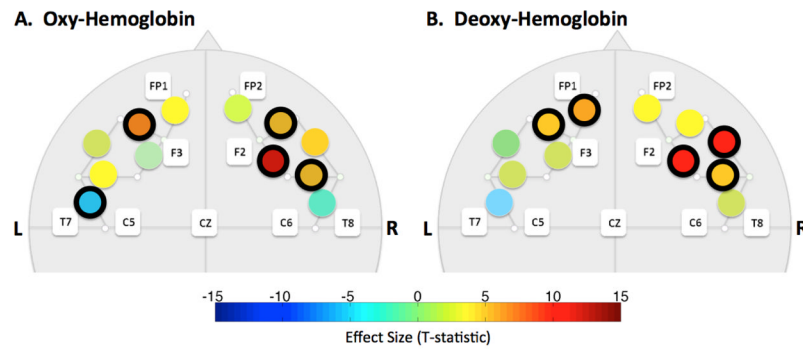 A. Oxy-Hemoglobin
B. Deoxy-Hemoglobin
FP1 FP2 FP1 FP2
F3 F2 F3 F2
L T7 C5 CZ C6 T8 R L T7 C5 CZ C6 T8 R
-15 -10 -5 0 5 10 15
Effect Size (T-statistic)